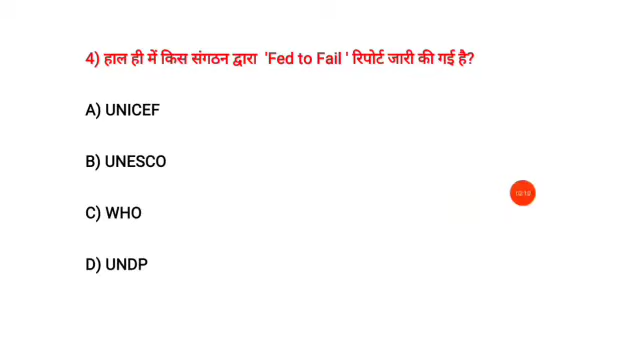 4) हाल ही में किस संगठन द्वारा 'Fed to Fail ' रिपोर्ट जारी की गई है?
A) UNICEF
B) UNESCO
C) WHO
D) UNDP